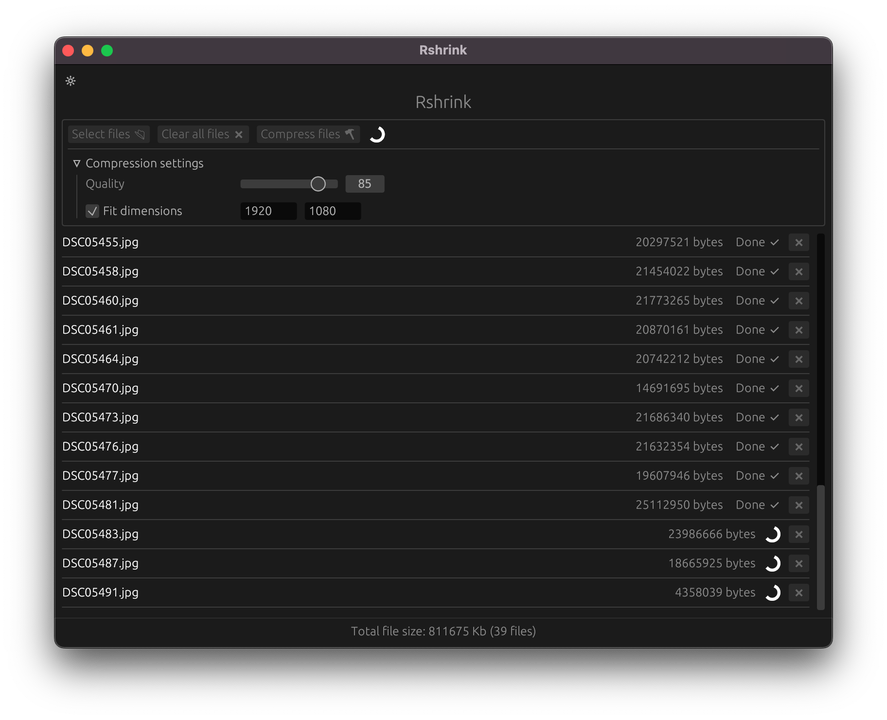 Rshrink
Rshrink
Select files Clear all files Compress files
Compression settings
Quality 85
Fit dimensions 1920 1080
DSC05455.jpg 20297521 bytes Done
DSC05458.jpg 21454022 bytes Done
DSC05460.jpg 21773265 bytes Done
DSC05461.jpg 20870161 bytes Done
DSC05464.jpg 20742212 bytes Done
DSC05470.jpg 14691695 bytes Done
DSC05473.jpg 21686340 bytes Done
DSC05476.jpg 21632354 bytes Done
DSC05477.jpg 19607946 bytes Done
DSC05481.jpg 25112950 bytes Done
DSC05483.jpg 23986666 bytes
DSC05487.jpg 18665925 bytes
DSC05491.jpg 4358039 bytes
Total file size: 811675 Kb (39 files)